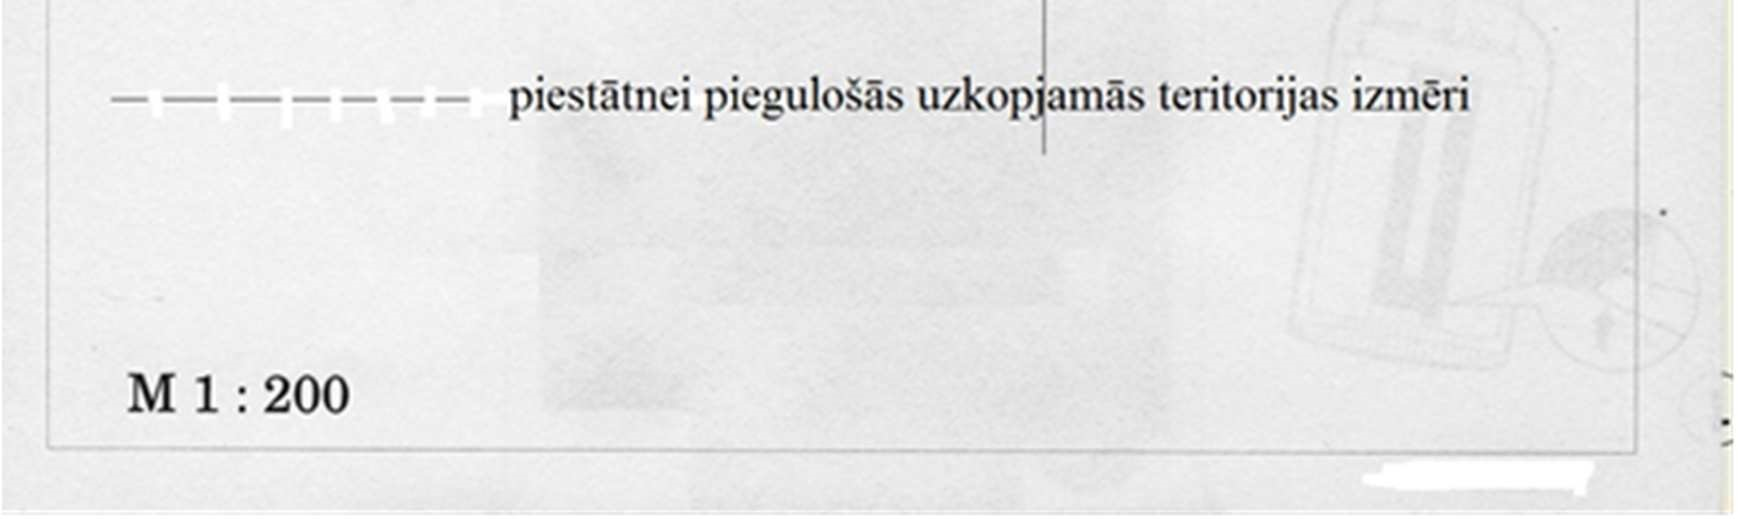 piestātnei piegulošās uzkopjamās teritorijas izmēri
M 1 : 200